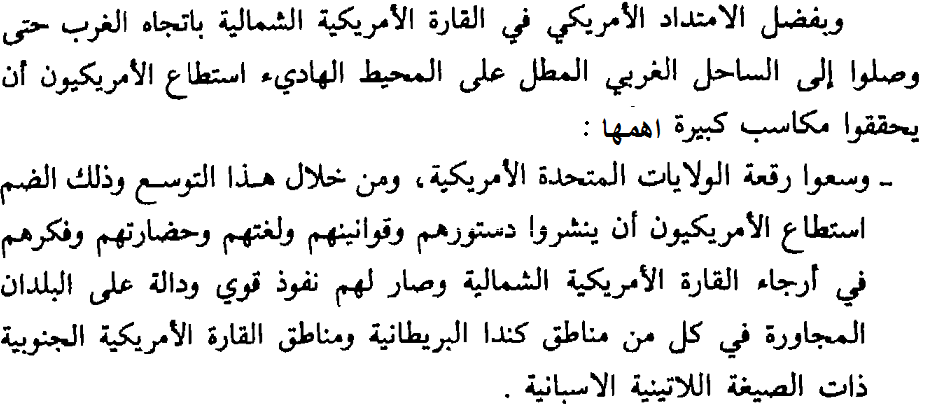 وبفضل الامتداد الأمريكي في القارة الأمريكية الشمالية باتجاه الغرب حتى
وصلوا إلى الساحل الغربي المطل على المحيط الهاديء استطاع الأمريكيون أن
يحققوا مكاسب كبيرة اهمها :
ـ وسعوا رقعة الولايات المتحدة الأمريكية، ومن خلال هذا التوسع وذلك الضم
استطاع الأمريكيون أن ينشروا دستورهم وقوانينهم ولغتهم وحضارتهم وفكرهم
في أرجاء القارة الأمريكية الشمالية وصار لهم نفوذ قوي ودالة على البلدان
المجاورة في كل من مناطق كندا البريطانية ومناطق القارة الأمريكية الجنوبية
ذات الصيغة اللاتينية الاسبانية .